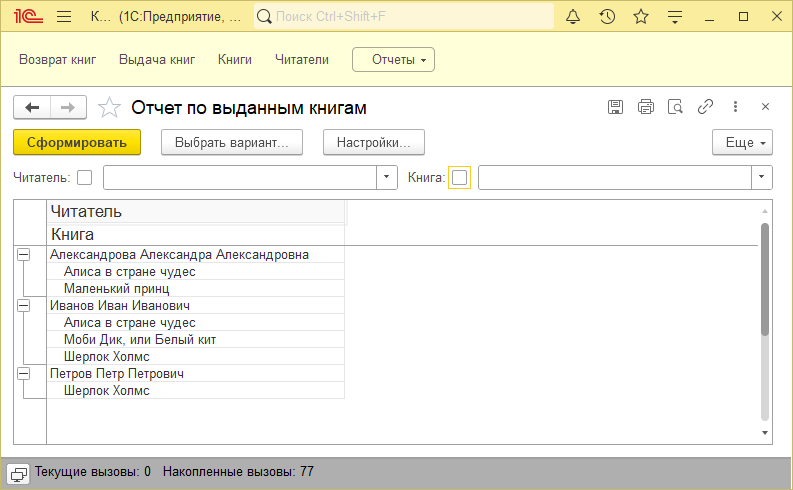 1С К... (1С:Предприятие, ... Поиск Ctrl+Shift+F
Возврат книг Выдача книг Книги Читатели Отчеты
Отчет по выданным книгам
Сформировать Выбрать вариант... Настройки... Еще
Читатель: Книга:
Читатель
Книга
Александрова Александра Александровна
Алиса в стране чудес
Маленький принц
Иванов Иван Иванович
Алиса в стране чудес
Моби Дик, или Белый кит
Шерлок Холмс
Петров Петр Петрович
Шерлок Холмс
Текущие вызовы: 0 Накопленные вызовы: 77